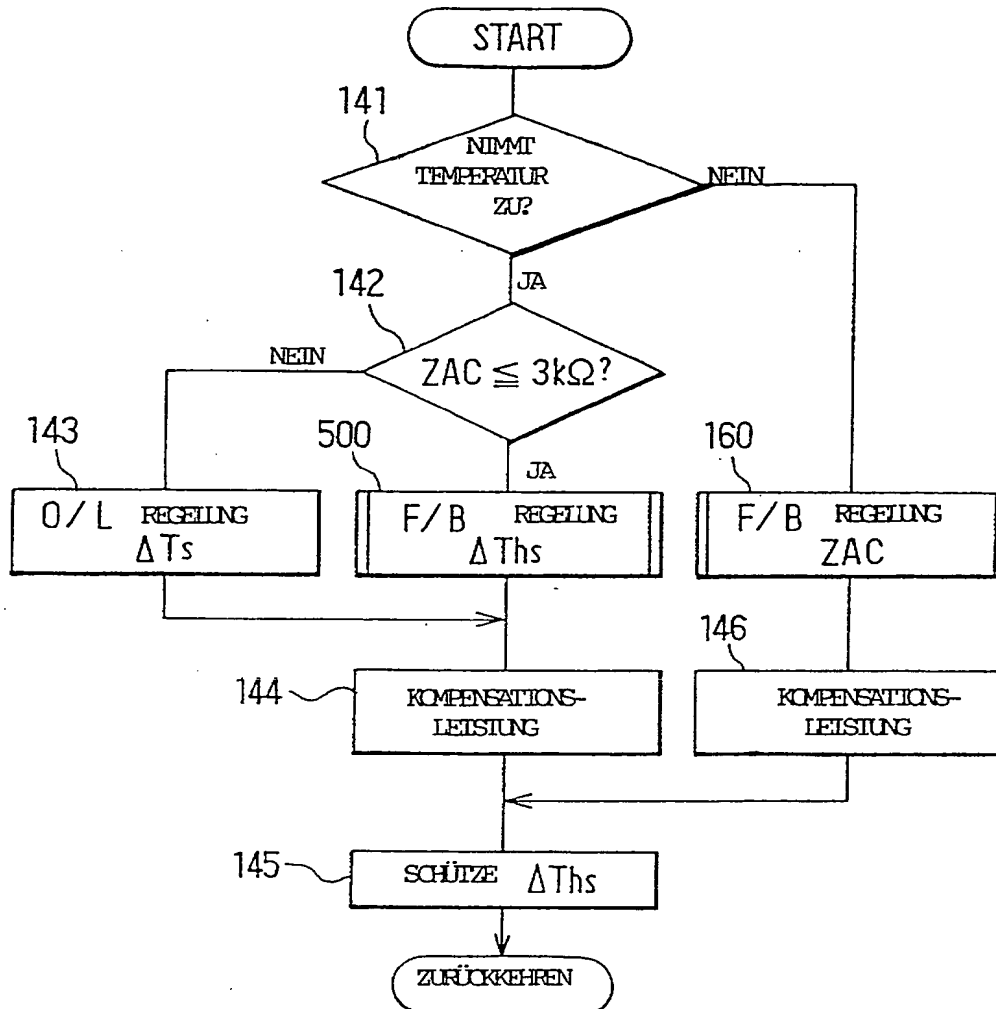 START
141
NIMMT
TEMPERATUR
ZU?
NEIN
JA
142
ZAC ≦ 3kΩ?
NEIN
JA
143
O/L REGELUNG
ΔTs
500
F/B REGELUNG
ΔThs
160
F/B REGELUNG
ZAC
144
KOMPENSATIONS-
LEISTUNG
146
KOMPENSATIONS-
LEISTUNG
145
SCHÜTZE ΔThs
ZURÜCKKEHREN